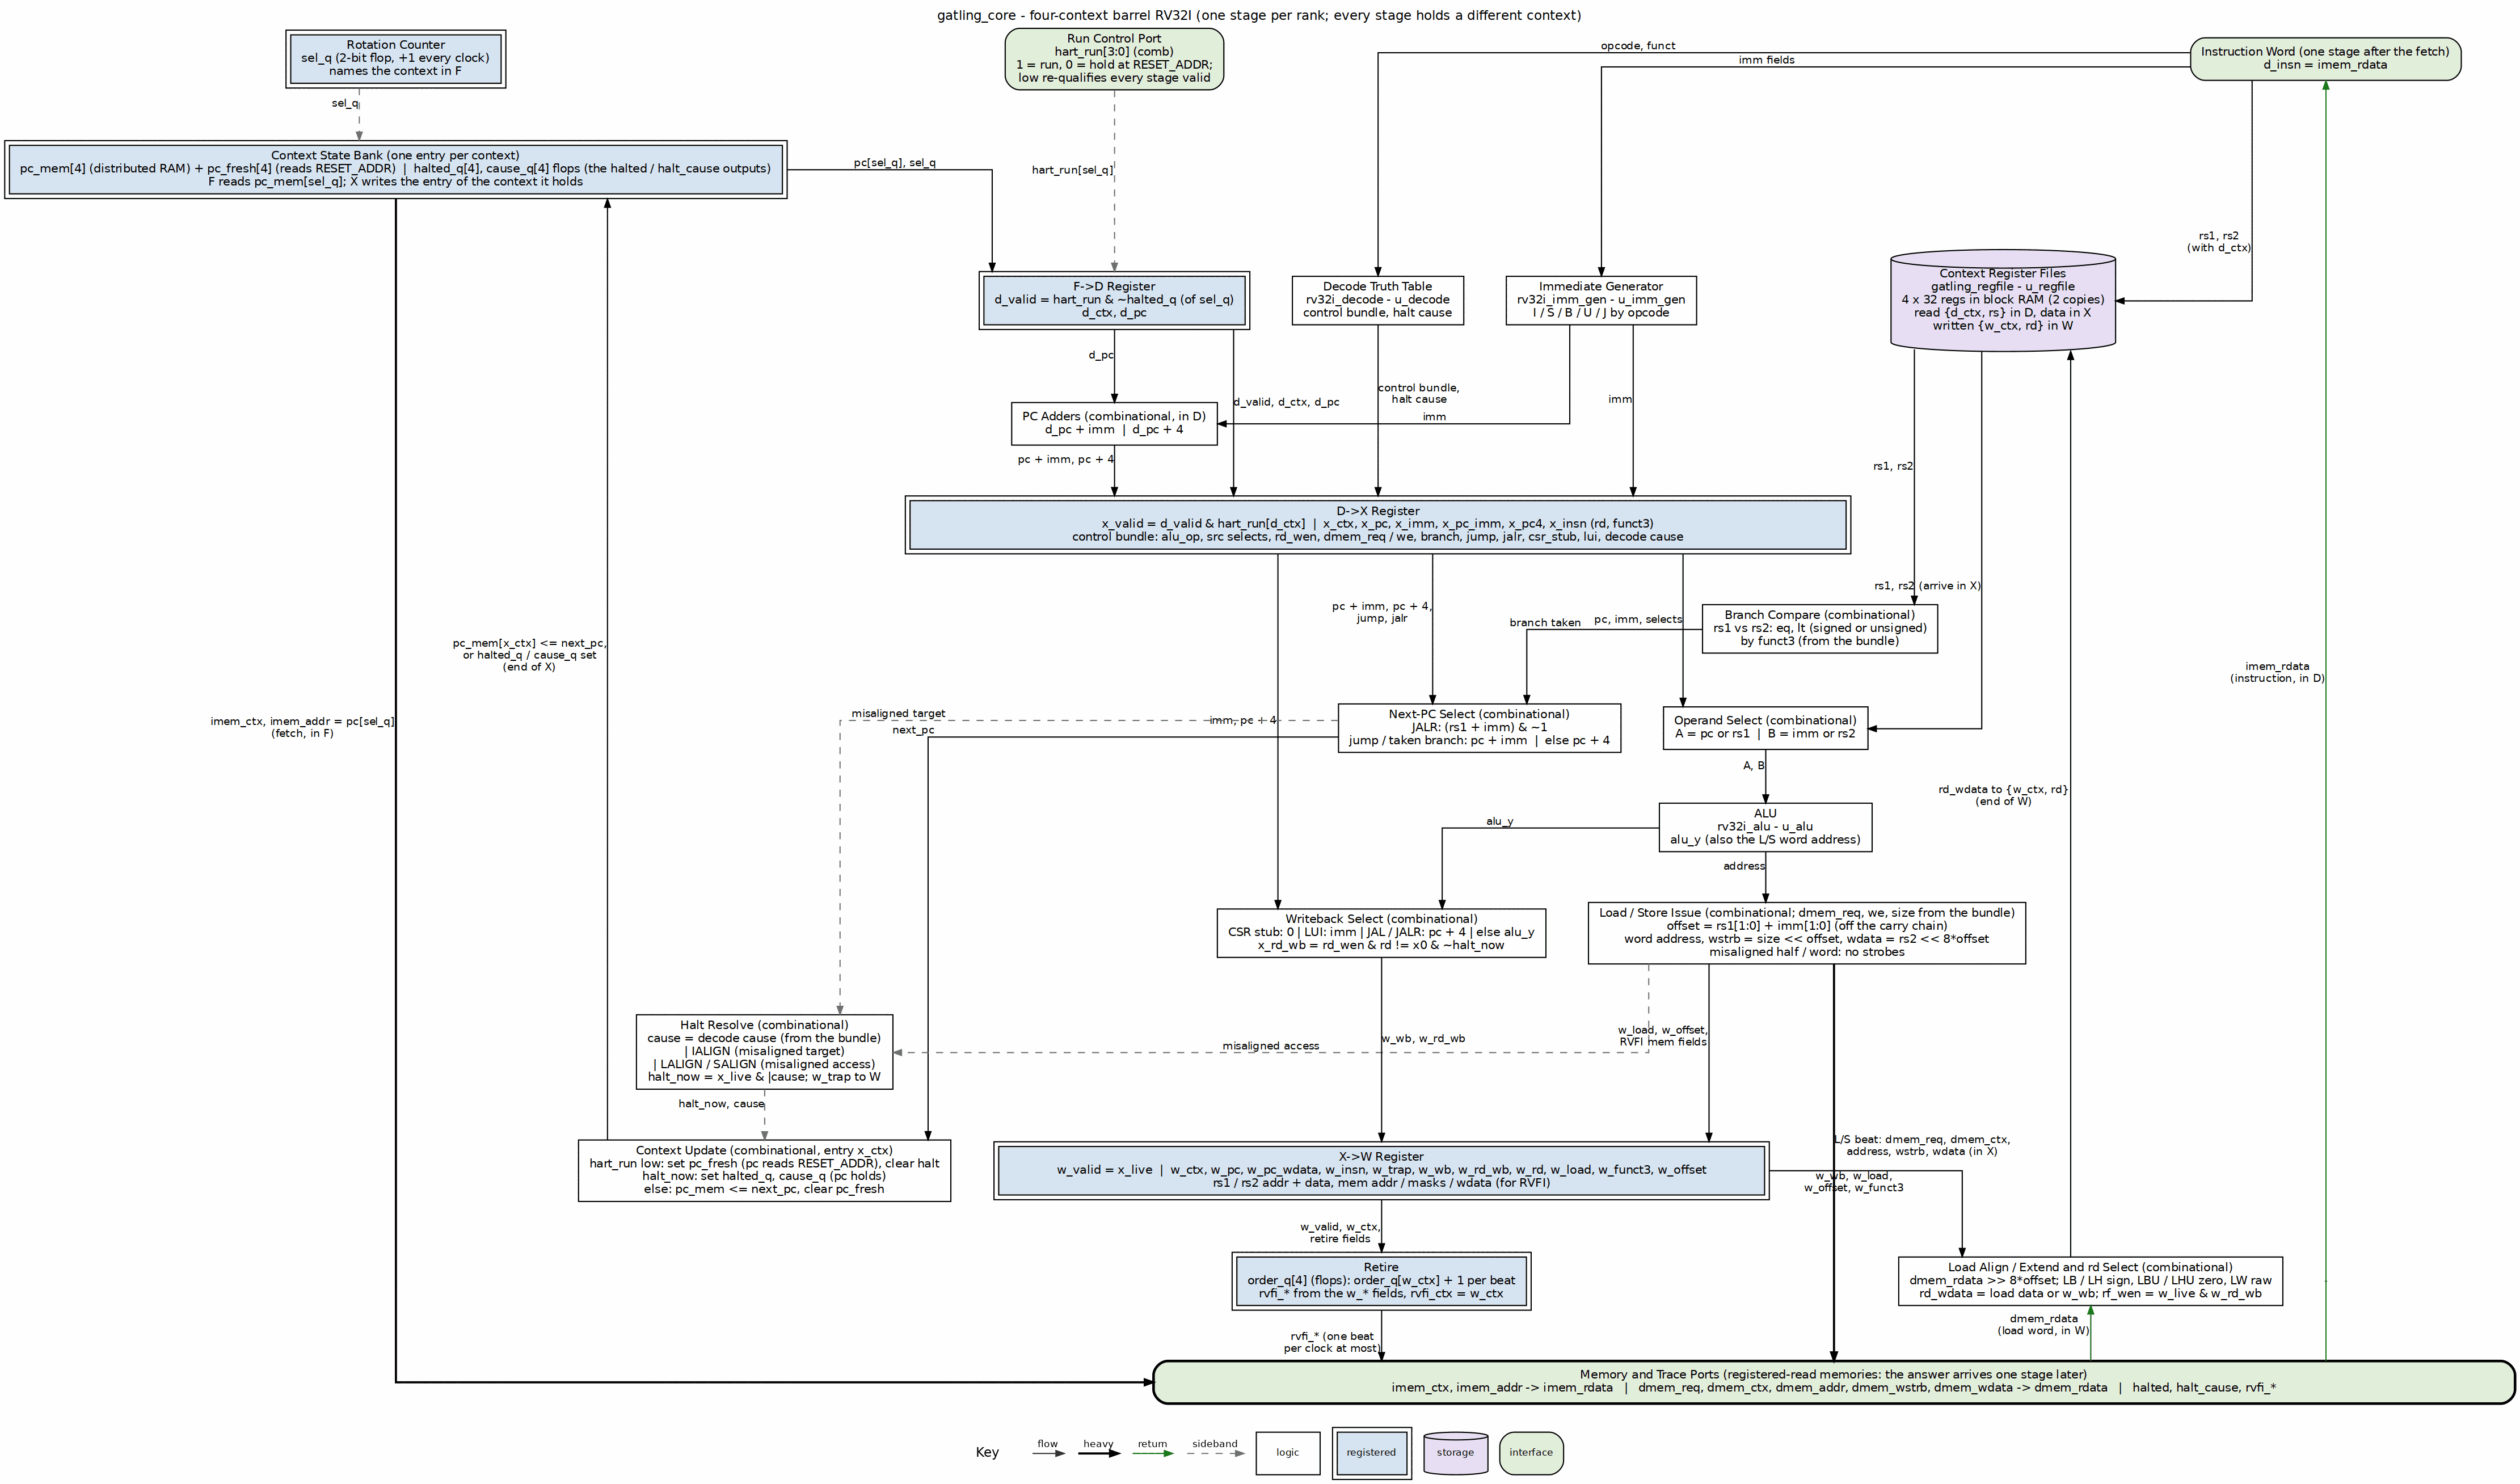 gatling_core - four-context barrel RV32I (one stage per rank; every stage holds a different context)
Rotation Counter
sel_q (2-bit flop, +1 every clock)
names the context in F
Run Control Port
hart_run[3:0] (comb)
1 = run, 0 = hold at RESET_ADDR;
low re-qualifies every stage valid
opcode, funct
imm fields
Instruction Word (one stage after the fetch)
d_insn = imem_rdata
sel_q
Context State Bank (one entry per context)
pc_mem[4] (distributed RAM) + pc_fresh[4] (reads RESET_ADDR) | halted_q[4], cause_q[4] flops (the halted / halt_cause outputs)
F reads pc_mem[sel_q]; X writes the entry of the context it holds
pc[sel_q], sel_q
hart_run[sel_q]
rs1, rs2
(with d_ctx)
F->D Register
d_valid = hart_run & ~halted_q (of sel_q)
d_ctx, d_pc
Decode Truth Table
rv32i_decode - u_decode
control bundle, halt cause
Immediate Generator
rv32i_imm_gen - u_imm_gen
I / S / B / U / J by opcode
Context Register Files
gatling_regfile - u_regfile
4 x 32 regs in block RAM (2 copies)
read {d_ctx, rs} in D, data in X
written {w_ctx, rd} in W
d_pc
d_valid, d_ctx, d_pc
control bundle,
halt cause
imm
imm
PC Adders (combinational, in D)
d_pc + imm | d_pc + 4
pc + imm, pc + 4
rs1, rs2
D->X Register
x_valid = d_valid & hart_run[d_ctx] | x_ctx, x_pc, x_imm, x_pc_imm, x_pc4, x_insn (rd, funct3)
control bundle: alu_op, src selects, rd_wen, dmem_req / we, branch, jump, jalr, csr_stub, lui, decode cause
rs1, rs2 (arrive in X)
pc + imm, pc + 4,
jump, jalr
branch taken
pc, imm, selects
Branch Compare (combinational)
rs1 vs rs2: eq, lt (signed or unsigned)
by funct3 (from the bundle)
pc_mem[x_ctx] <= next_pc,
or halted_q / cause_q set
(end of X)
imem_rdata
(instruction, in D)
imem_ctx, imem_addr = pc[sel_q]
(fetch, in F)
misaligned target
imm, pc + 4
next_pc
Next-PC Select (combinational)
JALR: (rs1 + imm) & ~1
jump / taken branch: pc + imm | else pc + 4
Operand Select (combinational)
A = pc or rs1 | B = imm or rs2
A, B
rd_wdata to {w_ctx, rd}
(end of W)
alu_y
ALU
rv32i_alu - u_alu
alu_y (also the L/S word address)
address
Writeback Select (combinational)
CSR stub: 0 | LUI: imm | JAL / JALR: pc + 4 | else alu_y
x_rd_wb = rd_wen & rd != x0 & ~halt_now
Load / Store Issue (combinational; dmem_req, we, size from the bundle)
offset = rs1[1:0] + imm[1:0] (off the carry chain)
word address, wstrb = size << offset, wdata = rs2 << 8*offset
misaligned half / word: no strobes
Halt Resolve (combinational)
cause = decode cause (from the bundle)
| IALIGN (misaligned target)
| LALIGN / SALIGN (misaligned access)
halt_now = x_live & |cause; w_trap to W
misaligned access
w_wb, w_rd_wb
w_load, w_offset,
RVFI mem fields
halt_now, cause
Context Update (combinational, entry x_ctx)
hart_run low: set pc_fresh (pc reads RESET_ADDR), clear halt
halt_now: set halted_q, cause_q (pc holds)
else: pc_mem <= next_pc, clear pc_fresh
X->W Register
w_valid = x_live | w_ctx, w_pc, w_pc_wdata, w_insn, w_trap, w_wb, w_rd_wb, w_rd, w_load, w_funct3, w_offset
rs1 / rs2 addr + data, mem addr / masks / wdata (for RVFI)
L/S beat: dmem_req, dmem_ctx,
address, wstrb, wdata (in X)
w_wb, w_load,
w_offset, w_funct3
w_valid, w_ctx,
retire fields
Retire
order_q[4] (flops): order_q[w_ctx] + 1 per beat
rvfi_* from the w_* fields, rvfi_ctx = w_ctx
Load Align / Extend and rd Select (combinational)
dmem_rdata >> 8*offset; LB / LH sign, LBU / LHU zero, LW raw
rd_wdata = load data or w_wb; rf_wen = w_live & w_rd_wb
rvfi_* (one beat
per clock at most)
dmem_rdata
(load word, in W)
Memory and Trace Ports (registered-read memories: the answer arrives one stage later)
imem_ctx, imem_addr -> imem_rdata | dmem_req, dmem_ctx, dmem_addr, dmem_wstrb, dmem_wdata -> dmem_rdata | halted, halt_cause, rvfi_*
Key
flow
heavy
return
sideband
logic
registered
storage
interface